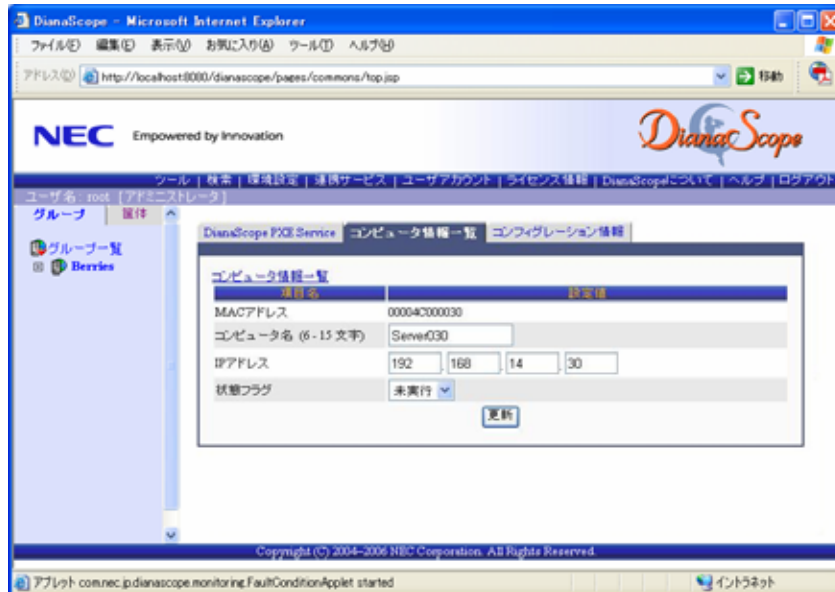 DianaScope - Microsoft Internet Explorer
ファイル(F) 編集(E) 表示(V) お気に入り(A) ツール(T) ヘルプ(H)
アドレス(D) http://localhost:8080/dianascope/pages/commons/top.jsp 移動
NEC Empowered by Innovation DianaScope
ツール | 検索 | 環境設定 | 連携サービス | ユーザアカウント | ライセンス情報 | DianaScopeについて | ヘルプ | ログアウト
ユーザ名 : root [アドミニストレータ]
グループ 筐体
DianaScope PXE Service コンピュータ情報一覧 コンフィグレーション情報
グループ一覧
Berries
コンピュータ情報一覧
項目名 設定値
MACアドレス 00004C000030
コンピュータ名 (6 - 15 文字) Server030
IPアドレス 192 . 168 . 14 . 30
状態フラグ 未実行
更新
Copyright (C) 2004-2006 NEC Corporation. All Rights Reserved.
アプレット com.nec.jp.dianascope.monitoring.FaultConditionApplet started イントラネット